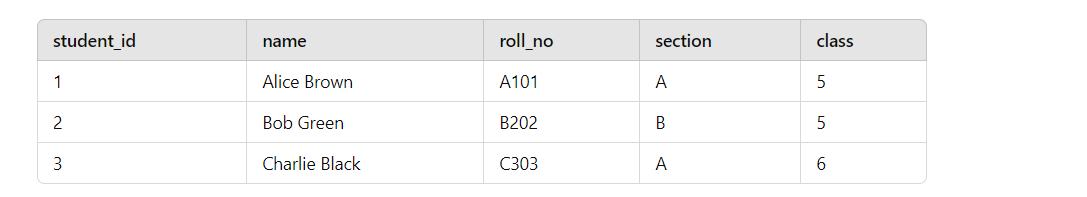 student_id name roll_no section class
1 Alice Brown A101 A 5
2 Bob Green B202 B 5
3 Charlie Black C303 A 6